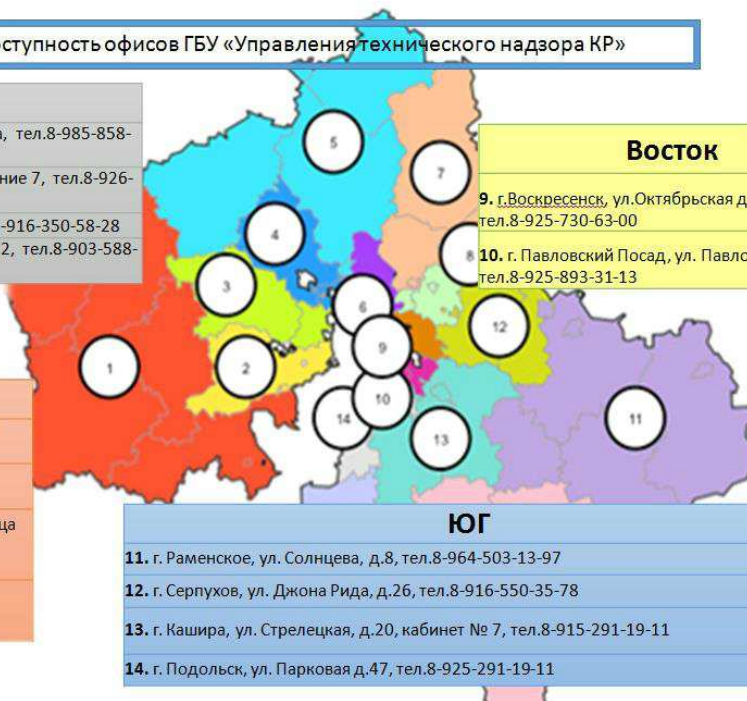 ступность офисов ГБУ «Управления технического надзора КР»
тел.8-985-858-
ние 7, тел.8-926-
-916-350-58-28
2, тел.8-903-588-
ца
Восток
9. г.Воскресенск, ул.Октябрьская д
тел.8-925-730-63-00
10. г. Павловский Посад, ул. Павло
тел.8-925-893-31-13
5
7
4
8
3
6
12
9
1
2
10
14
11
13
ЮГ
11. г. Раменское, ул. Солнцева, д.8, тел.8-964-503-13-97
12. г. Серпухов, ул. Джона Рида, д.26, тел.8-916-550-35-78
13. г. Кашира, ул. Стрелецкая, д.20, кабинет № 7, тел.8-915-291-19-11
14. г. Подольск, ул. Парковая д.47, тел.8-925-291-19-11